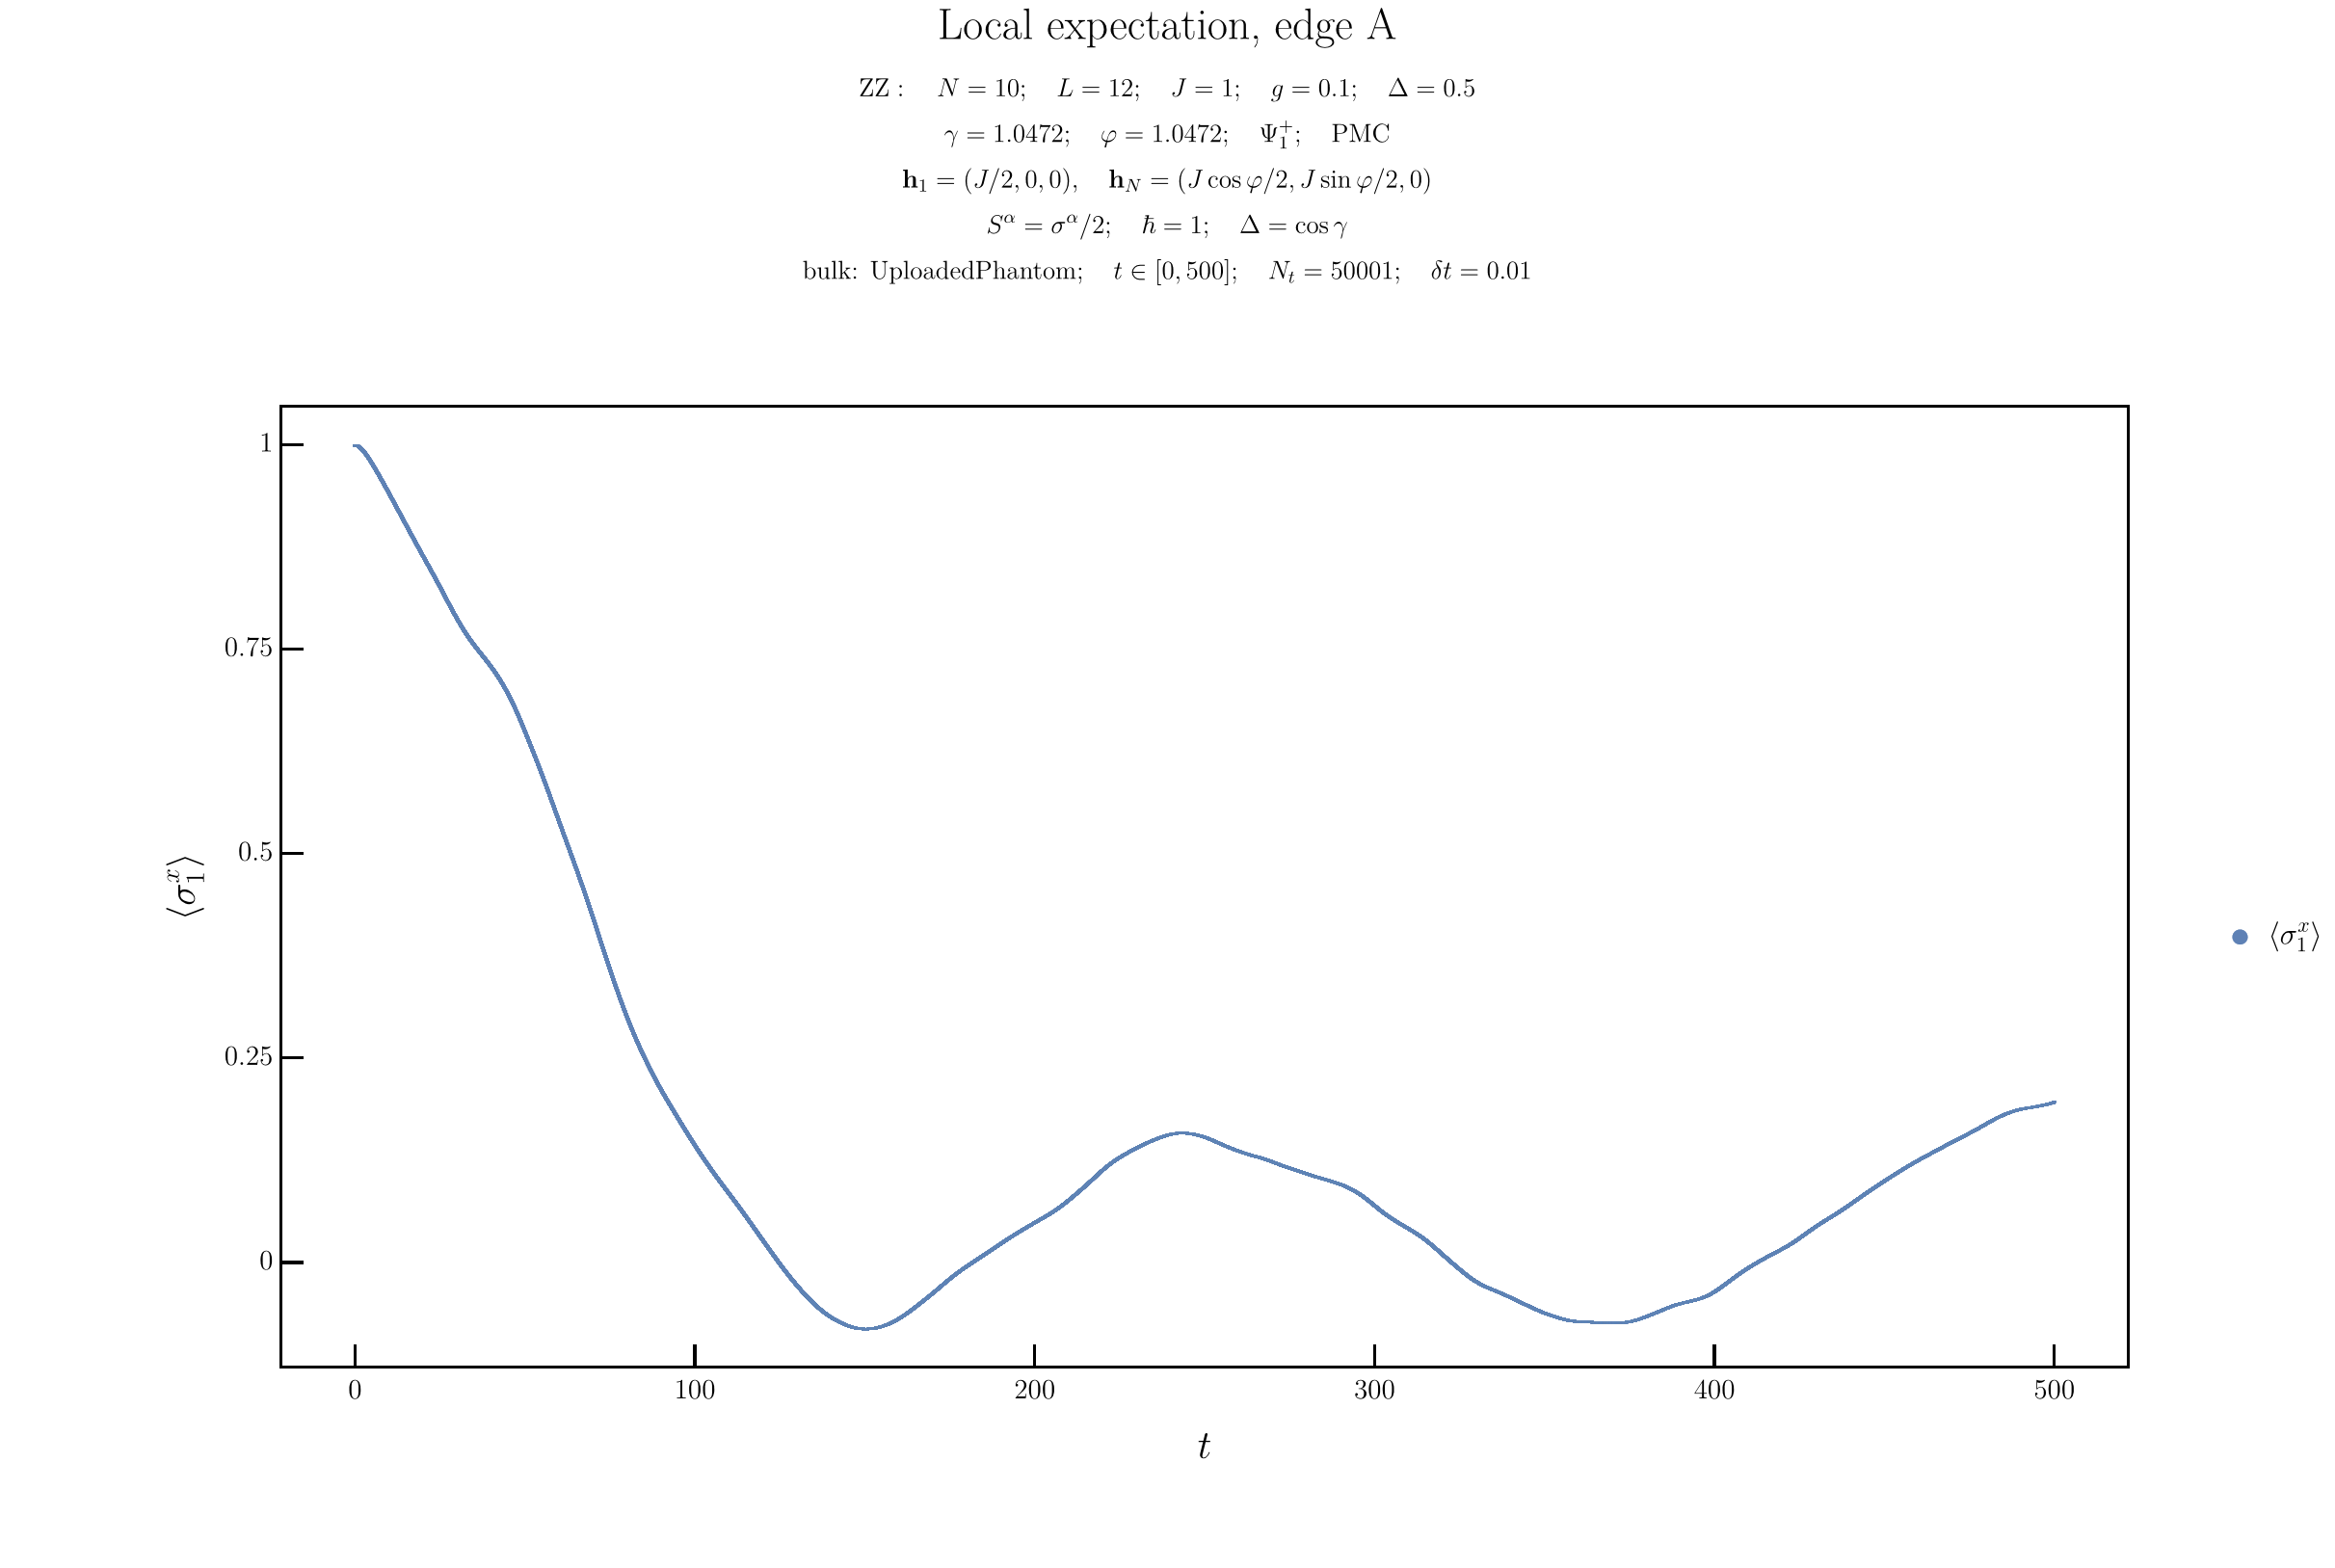 Local expectation, edge A
ZZ : N = 10; L = 12; J = 1; g = 0.1; Δ = 0.5
γ = 1.0472; φ = 1.0472; Ψ₁⁺; PMC
𝐡₁ = (J/2, 0, 0), 𝐡_N = (J cos φ/2, J sin φ/2, 0)
S^α = σ^α/2; ℏ = 1; Δ = cos γ
bulk: UploadedPhantom; t ∈ [0, 500]; N_t = 50001; δt = 0.01
1
0.75
0.5
0.25
0
⟨σ₁ˣ⟩
⟨σ₁ˣ⟩
0 100 200 300 400 500
t